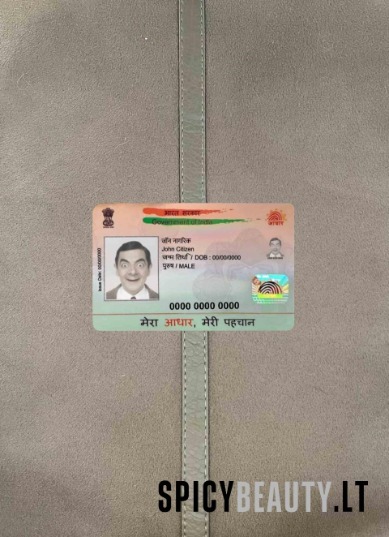 भारत सरकार
Government of India
आधार
Issue Date: 00/00/0000
जॉन नागरिक
John Citizen
जन्म तिथि / DOB : 00/00/0000
पुरुष / MALE
0000 0000 0000
मेरा आधार, मेरी पहचान
SPICYBEAUTY.LT